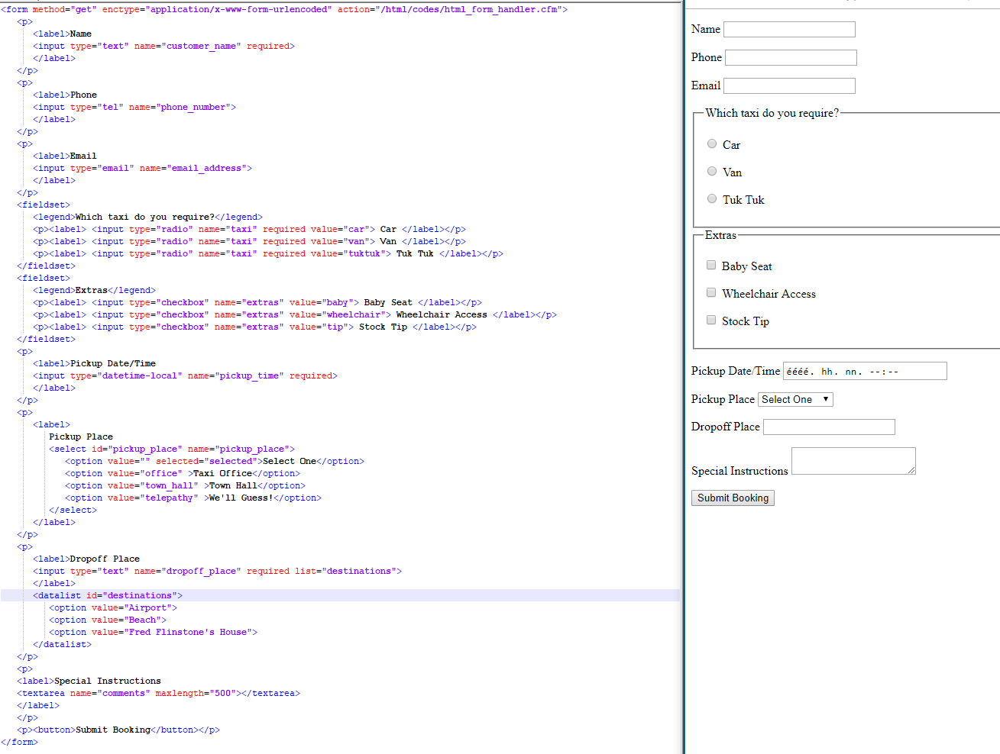 <form method="get" enctype="application/x-www-form-urlencoded" action="/html/codes/html_form_handler.cfm">
<p>
<label>Name
<input type="text" name="customer_name" required>
</label>
</p>
<p>
<label>Phone
<input type="tel" name="phone_number">
</label>
</p>
<p>
<label>Email
<input type="email" name="email_address">
</label>
</p>
<fieldset>
<legend>Which taxi do you require?</legend>
<p><label> <input type="radio" name="taxi" required value="car"> Car </label></p>
<p><label> <input type="radio" name="taxi" required value="van"> Van </label></p>
<p><label> <input type="radio" name="taxi" required value="tuktuk"> Tuk Tuk </label></p>
</fieldset>
<fieldset>
<legend>Extras</legend>
<p><label> <input type="checkbox" name="extras" value="baby"> Baby Seat </label></p>
<p><label> <input type="checkbox" name="extras" value="wheelchair"> Wheelchair Access </label></p>
<p><label> <input type="checkbox" name="extras" value="tip"> Stock Tip </label></p>
</fieldset>
<p>
<label>Pickup Date/Time
<input type="datetime-local" name="pickup_time" required>
</label>
</p>
<p>
<label>
Pickup Place
<select id="pickup_place" name="pickup_place">
<option value="" selected="selected">Select One</option>
<option value="office" >Taxi Office</option>
<option value="town_hall" >Town Hall</option>
<option value="telepathy" >We'll Guess!</option>
</select>
</label>
</p>
<p>
<label>Dropoff Place
<input type="text" name="dropoff_place" required list="destinations">
</label>
<datalist id="destinations">
<option value="Airport">
<option value="Beach">
<option value="Fred Flinstone's House">
</datalist>
</p>
<p>
<label>Special Instructions
<textarea name="comments" maxlength="500"></textarea>
</label>
</p>
<p><button>Submit Booking</button></p>
</form>
Name
Phone
Email
Which taxi do you require?
Car
Van
Tuk Tuk
Extras
Baby Seat
Wheelchair Access
Stock Tip
Pickup Date/Time éééé. hh. nn. --:--
Pickup Place Select One
Dropoff Place
Special Instructions
Submit Booking